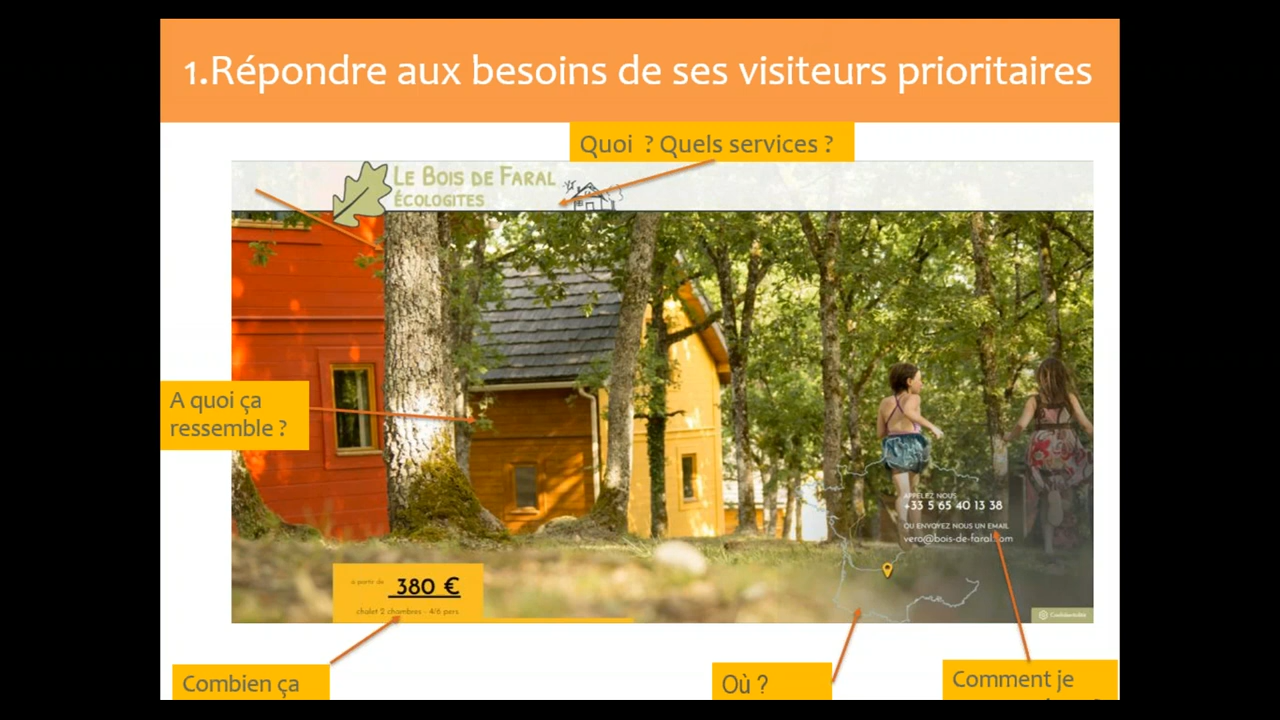 1.Répondre aux besoins de ses visiteurs prioritaires
Quoi ? Quels services ?
Le Bois de Faral
écologites
A quoi ça
ressemble ?
APPELEZ NOUS
+33 5 65 40 13 38
OU ENVOYEZ NOUS UN EMAIL
vero@bois-de-faral.com
à partir de 380 €
chalet 2 chambres - 4/6 pers
Confidentialité
Combien ça
Où ?
Comment je